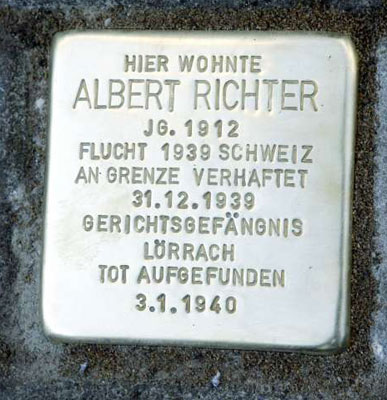 HIER WOHNTE
ALBERT RICHTER
JG. 1912
FLUCHT 1939 SCHWEIZ
AN GRENZE VERHAFTET
31.12.1939
GERICHTSGEFÄNGNIS
LÖRRACH
TOT AUFGEFUNDEN
3.1.1940